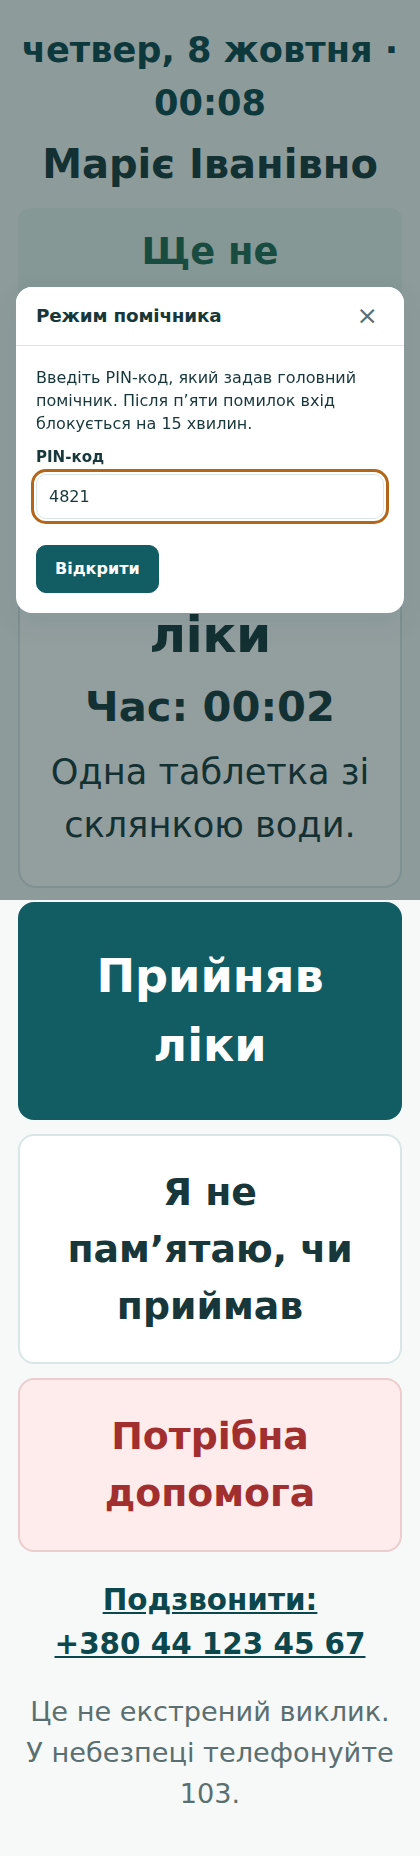 четвер, 8 жовтня ·
00:08
Маріє Іванівно
Ще не
Режим помічника
×
Введіть PIN-код, який задав головний
помічник. Після п’яти помилок вхід
блокується на 15 хвилин.
PIN-код
4821
Відкрити
ліки
Час: 00:02
Одна таблетка зі
склянкою води.
Прийняв
ліки
Я не
пам’ятаю, чи
приймав
Потрібна
допомога
Подзвонити:
+380 44 123 45 67
Це не екстрений виклик.
У небезпеці телефонуйте
103.